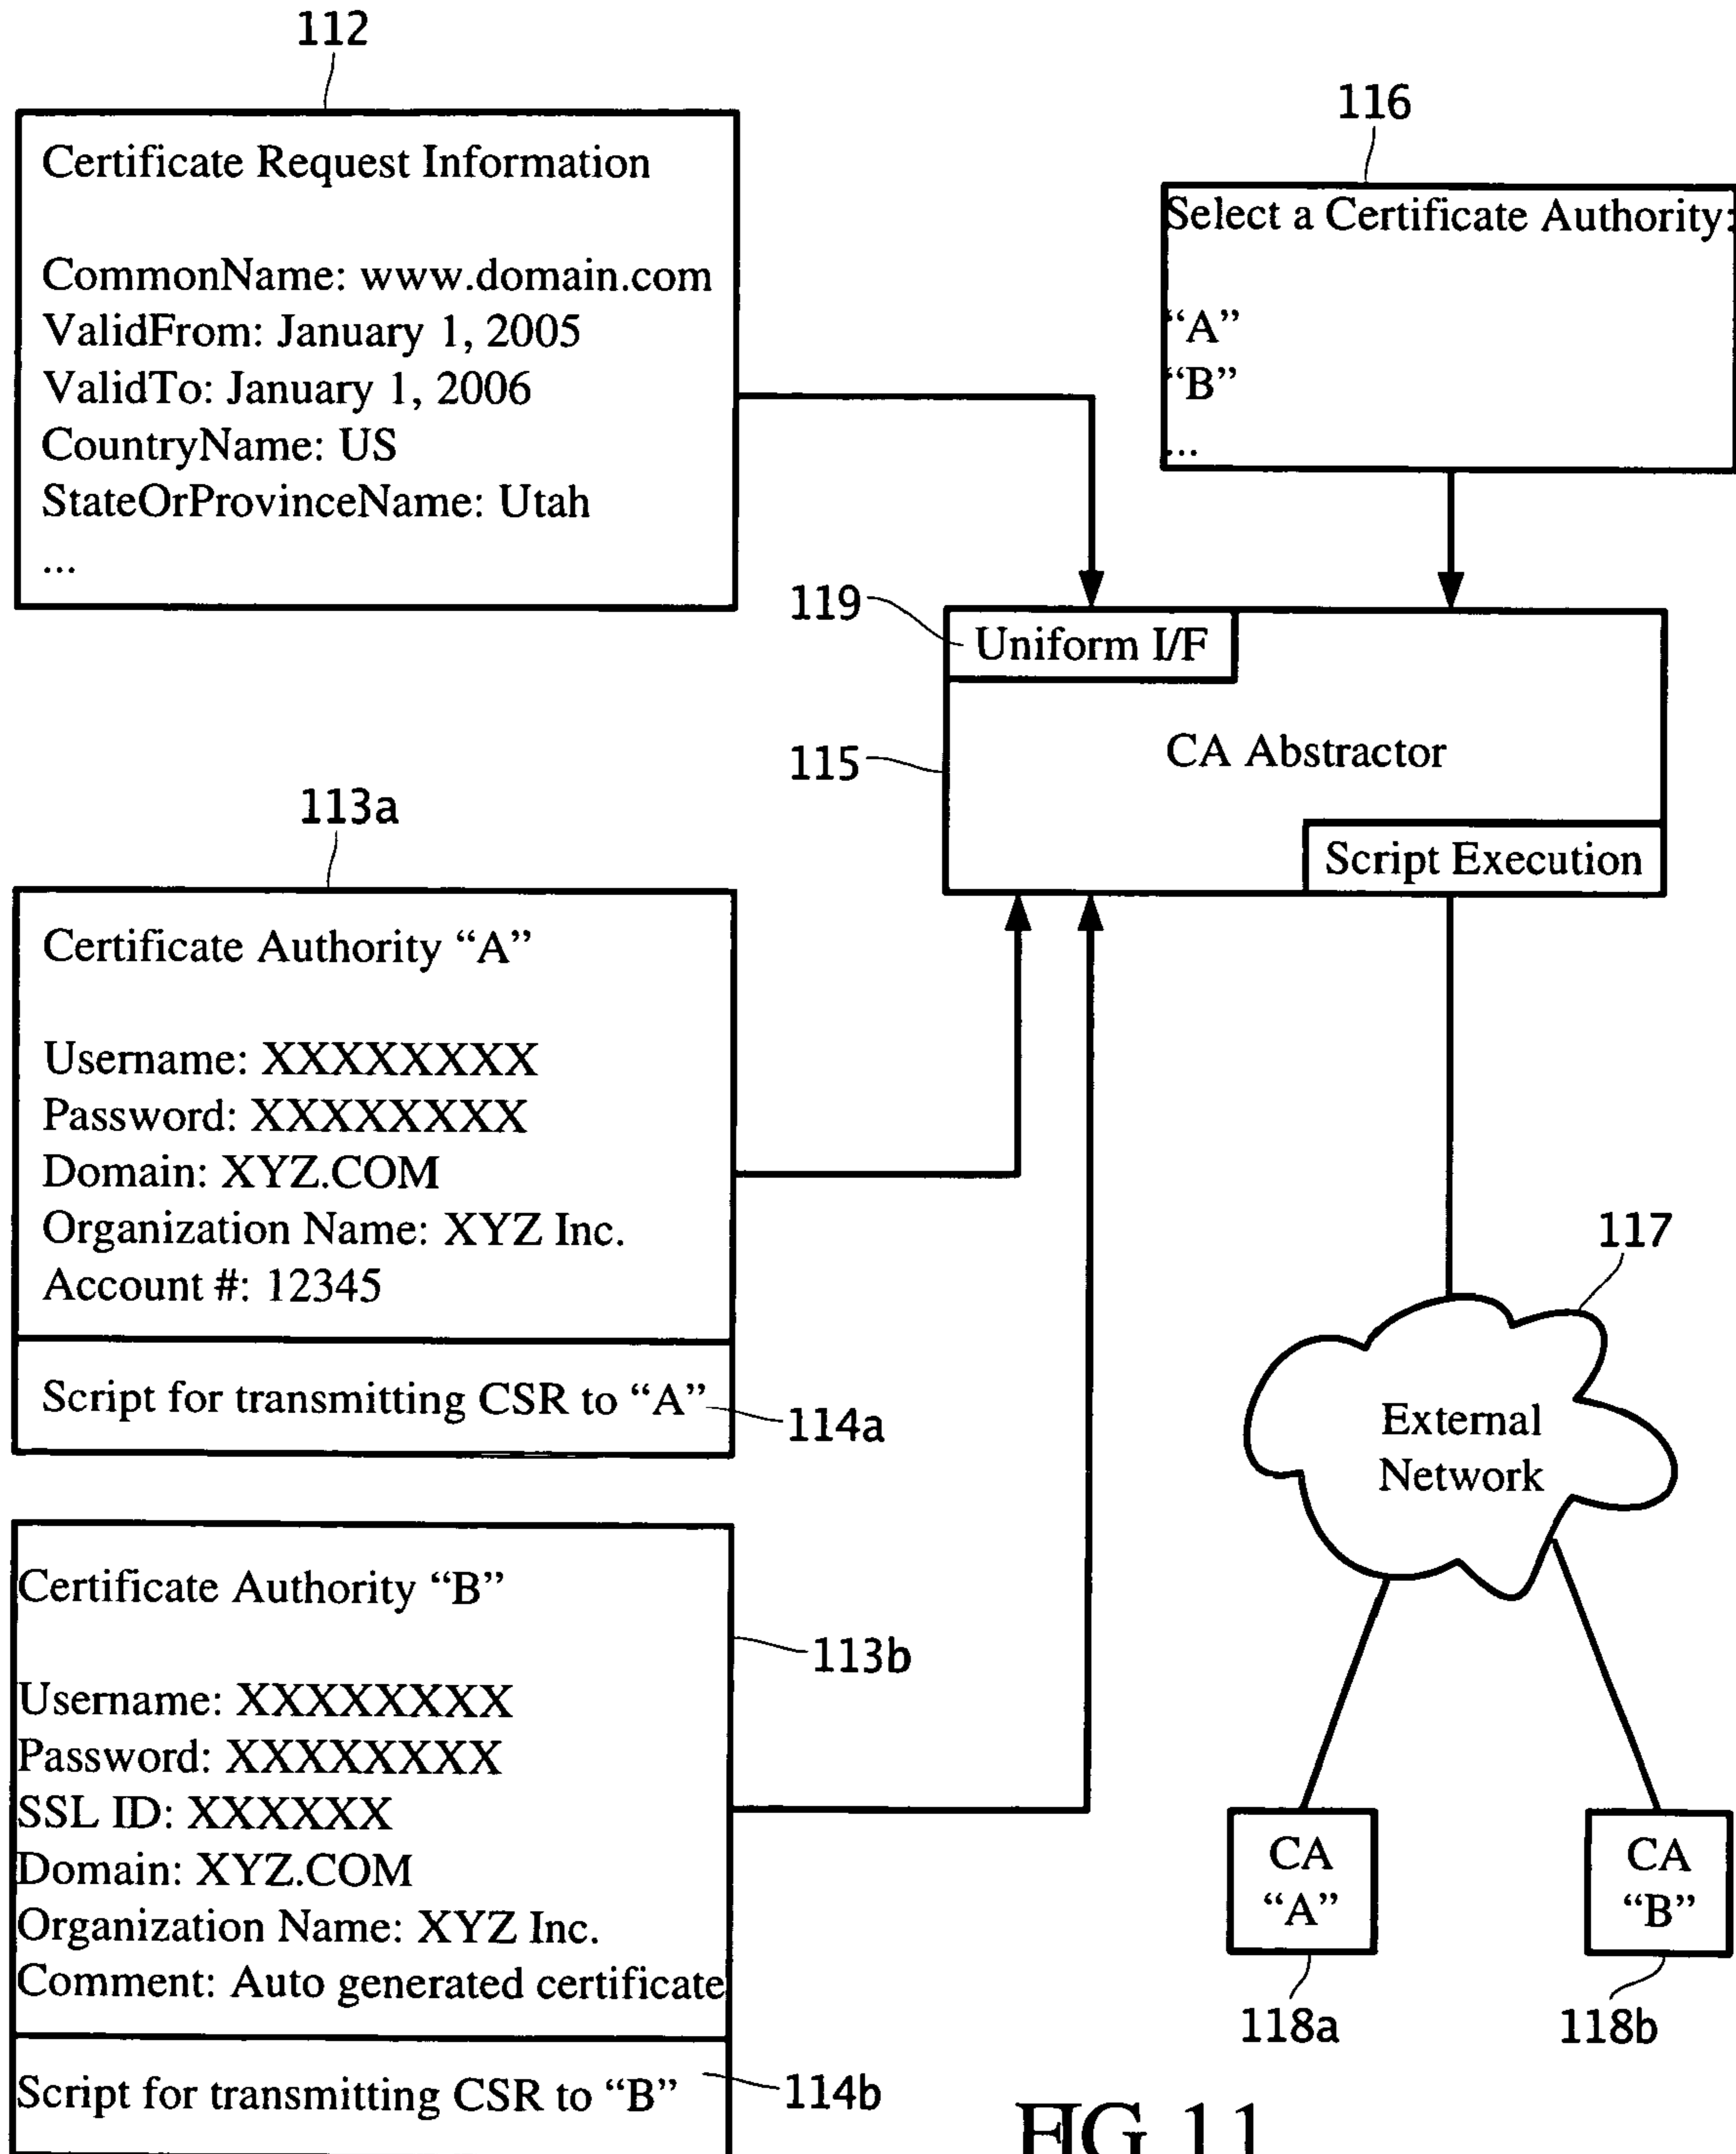 112
Certificate Request Information
CommonName: www.domain.com
ValidFrom: January 1, 2005
ValidTo: January 1, 2006
CountryName: US
StateOrProvinceName: Utah
...
116
Select a Certificate Authority:
“A”
“B”
...
119
Uniform I/F
115
CA Abstractor
Script Execution
113a
Certificate Authority “A”
Username: XXXXXXXX
Password: XXXXXXXX
Domain: XYZ.COM
Organization Name: XYZ Inc.
Account #: 12345
Script for transmitting CSR to “A”
114a
117
External
Network
Certificate Authority “B”
113b
Username: XXXXXXXX
Password: XXXXXXXX
SSL ID: XXXXXX
Domain: XYZ.COM
Organization Name: XYZ Inc.
Comment: Auto generated certificate
Script for transmitting CSR to “B”
114b
CA
“A”
118a
CA
“B”
118b
FIG. 11